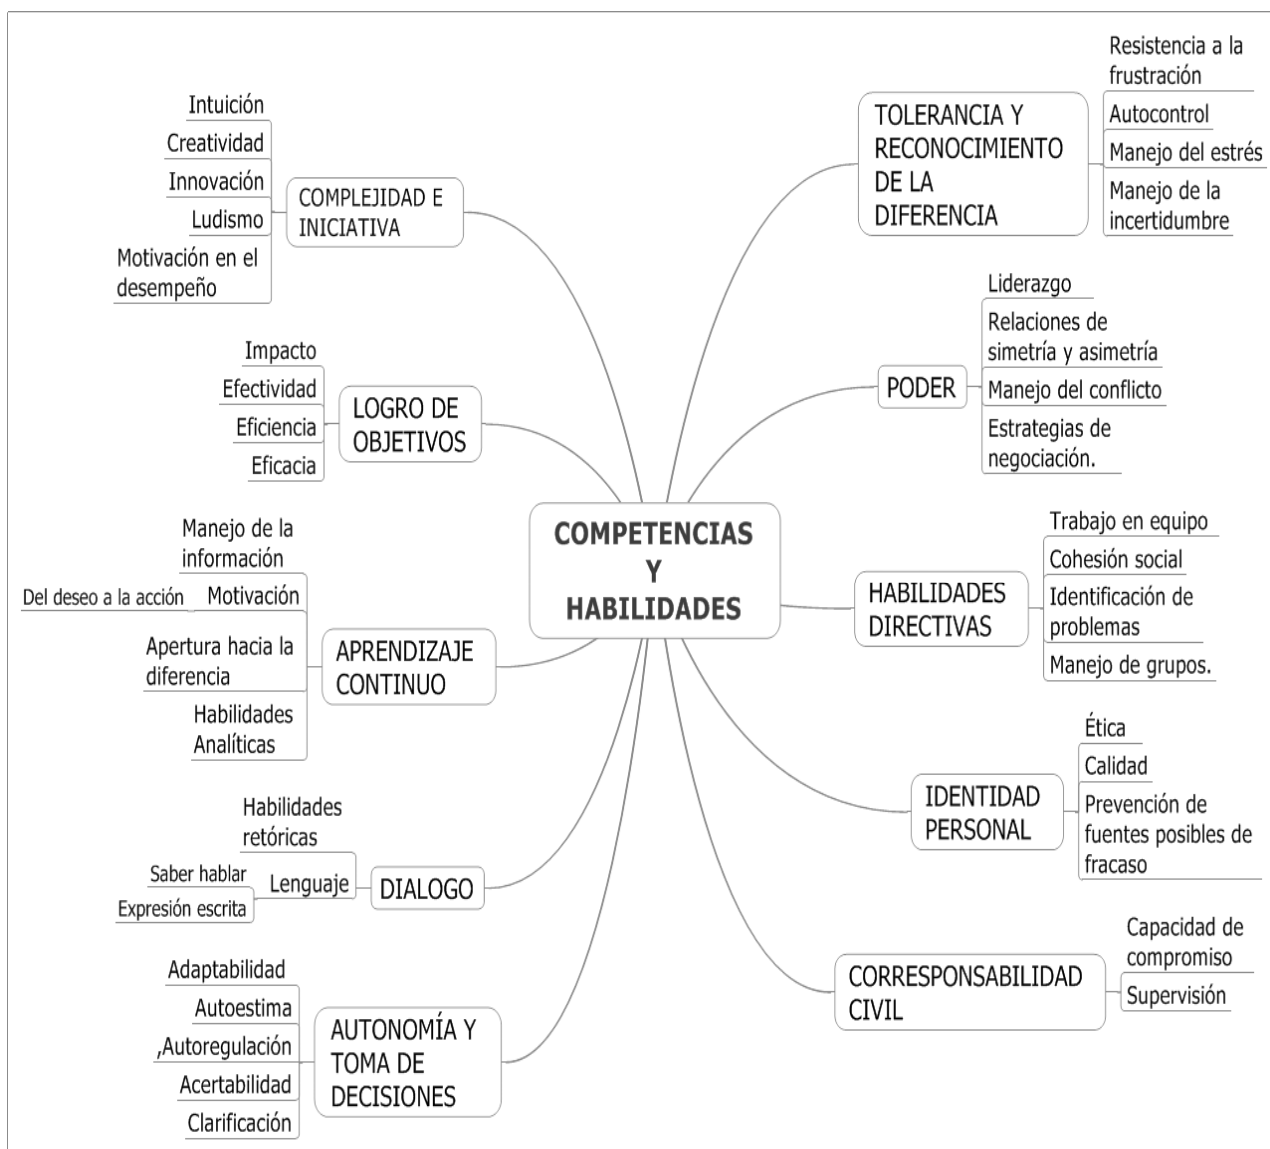 COMPETENCIAS
Y
HABILIDADES
COMPLEJIDAD E
INICIATIVA
Intuición
Creatividad
Innovación
Ludismo
Motivación en el
desempeño
LOGRO DE
OBJETIVOS
Impacto
Efectividad
Eficiencia
Eficacia
APRENDIZAJE
CONTINUO
Manejo de la
información
Motivación
Del deseo a la acción
Apertura hacia la
diferencia
Habilidades
Analíticas
DIALOGO
Habilidades
retóricas
Lenguaje
Saber hablar
Expresión escrita
AUTONOMÍA Y
TOMA DE
DECISIONES
Adaptabilidad
Autoestima
,Autoregulación
Acertabilidad
Clarificación
TOLERANCIA Y
RECONOCIMIENTO
DE LA
DIFERENCIA
Resistencia a la
frustración
Autocontrol
Manejo del estrés
Manejo de la
incertidumbre
PODER
Liderazgo
Relaciones de
simetría y asimetría
Manejo del conflicto
Estrategias de
negociación.
HABILIDADES
DIRECTIVAS
Trabajo en equipo
Cohesión social
Identificación de
problemas
Manejo de grupos.
IDENTIDAD
PERSONAL
Ética
Calidad
Prevención de
fuentes posibles de
fracaso
CORRESPONSABILIDAD
CIVIL
Capacidad de
compromiso
Supervisión